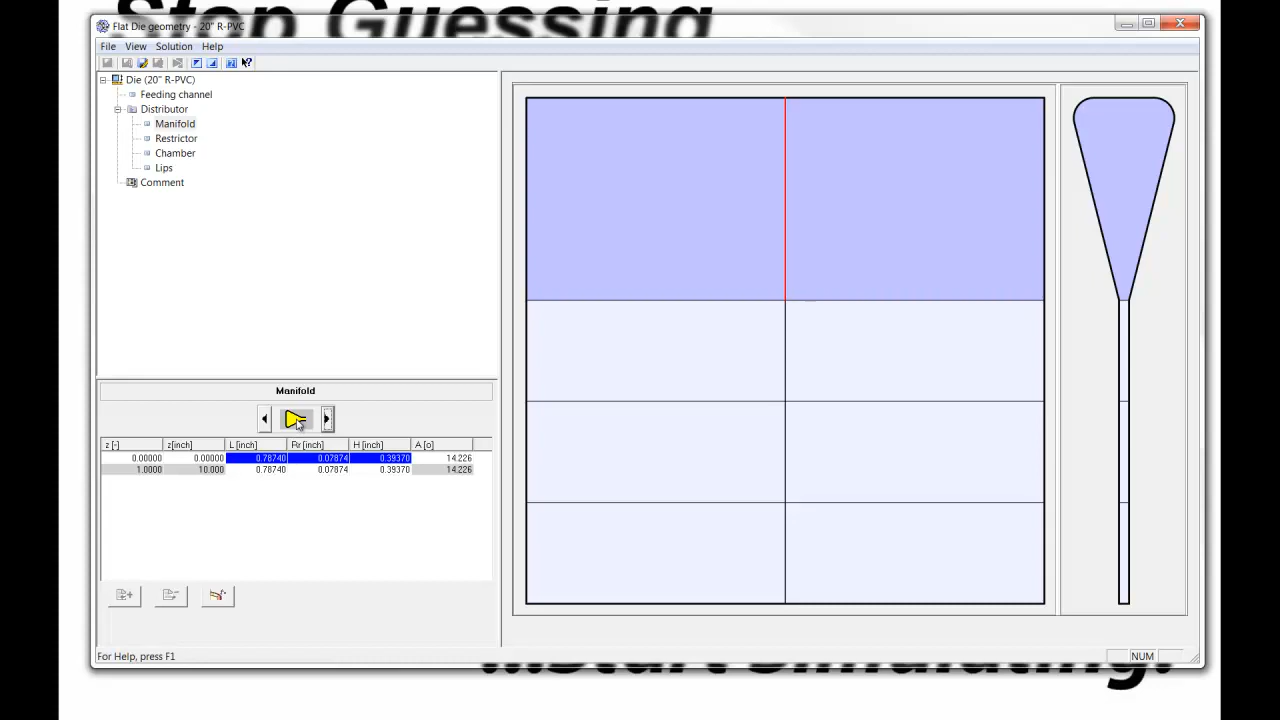 Stop Guessing
Flat Die geometry - 20" R-PVC
File View Solution Help
Die (20" R-PVC)
Feeding channel
Distributor
Manifold
Restrictor
Chamber
Lips
Comment
Manifold
z [-] z[inch] L [inch] Rr [inch] H [inch] A [o]
0.00000 0.00000 0.78740 0.07874 0.39370 14.226
1.0000 10.000 0.78740 0.07874 0.39370 14.226
For Help, press F1 NUM
...Start Simulating!